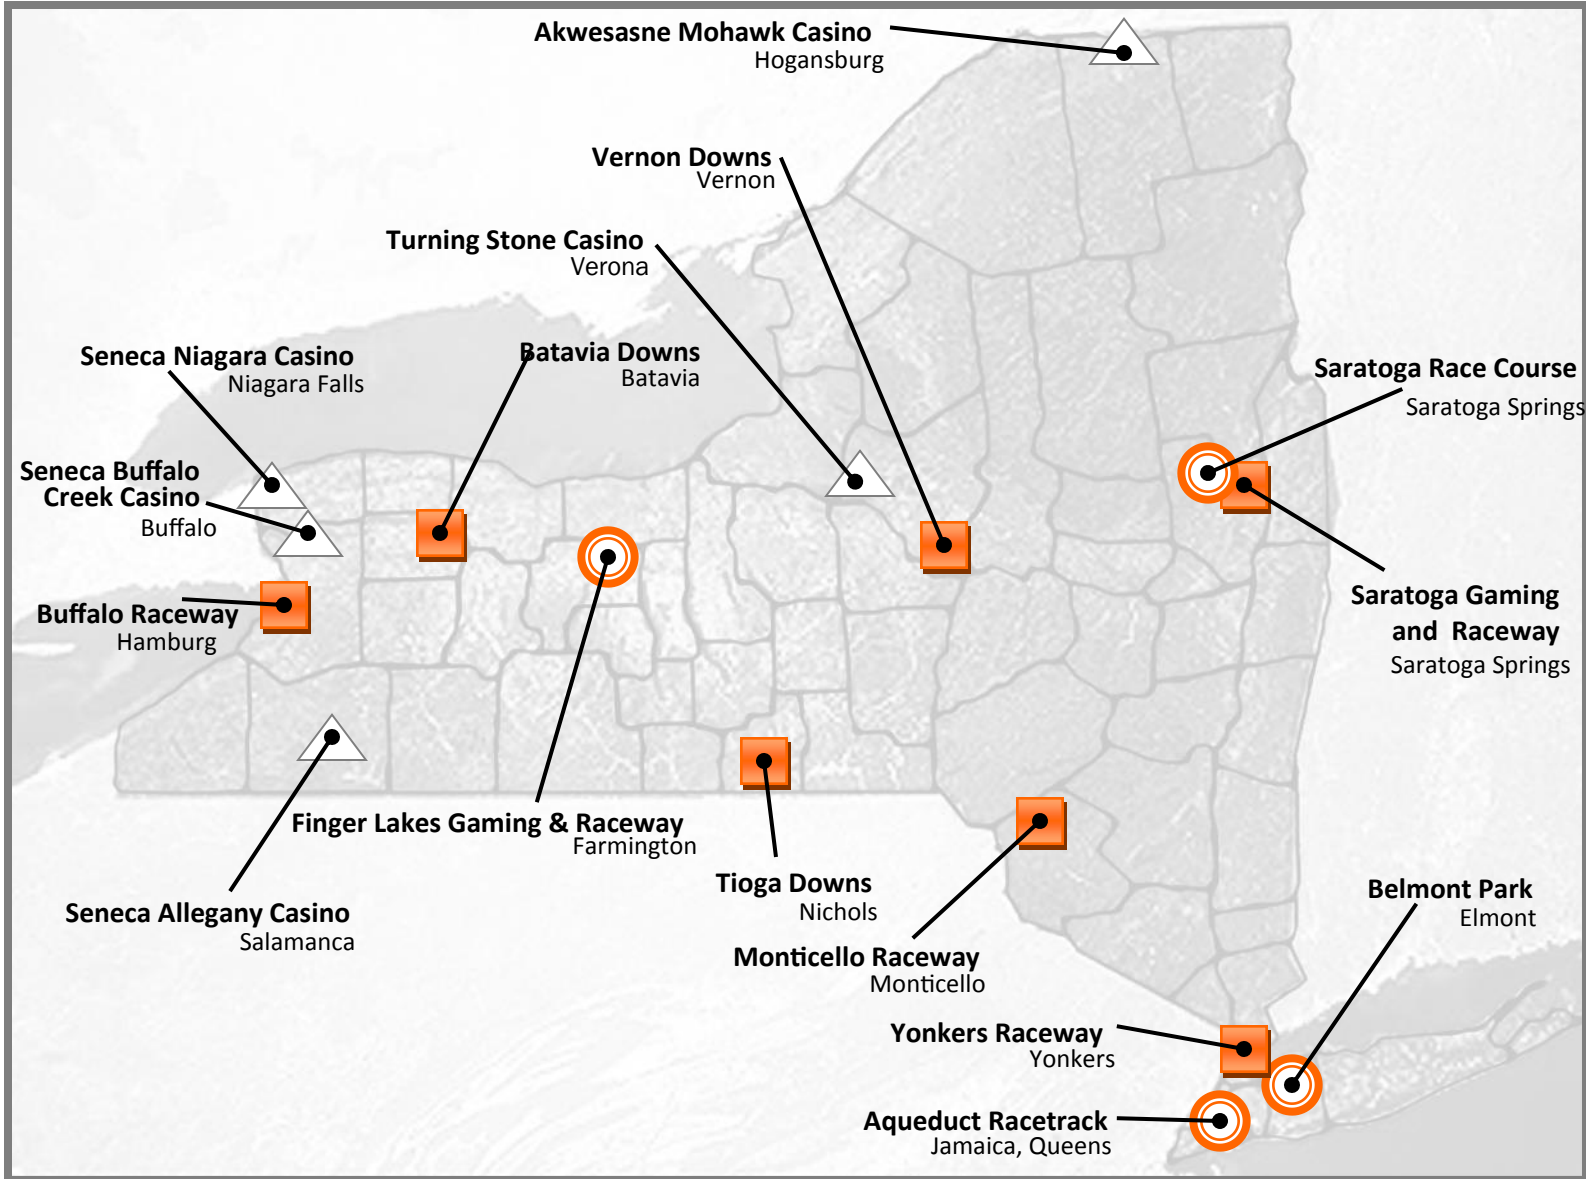 Akwesasne Mohawk Casino
Hogansburg
Vernon Downs
Vernon
Turning Stone Casino
Verona
Seneca Niagara Casino
Niagara Falls
Batavia Downs
Batavia
Saratoga Race Course
Saratoga Springs
Seneca Buffalo
Creek Casino
Buffalo
Buffalo Raceway
Hamburg
Saratoga Gaming
and Raceway
Saratoga Springs
Finger Lakes Gaming & Raceway
Farmington
Seneca Allegany Casino
Salamanca
Tioga Downs
Nichols
Belmont Park
Elmont
Monticello Raceway
Monticello
Yonkers Raceway
Yonkers
Aqueduct Racetrack
Jamaica, Queens